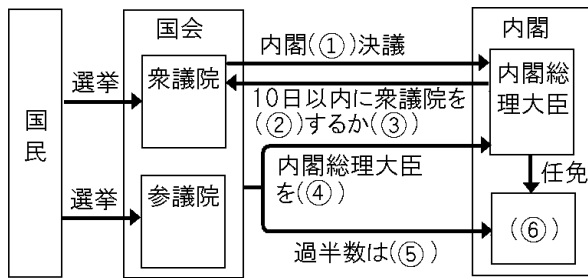 国民
選挙
選挙
国会
衆議院
参議院
内閣(①)決議
10日以内に衆議院を
(②)するか(③)
内閣総理大臣
を(④)
過半数は(⑤)
内閣
内閣総
理大臣
任免
(⑥)